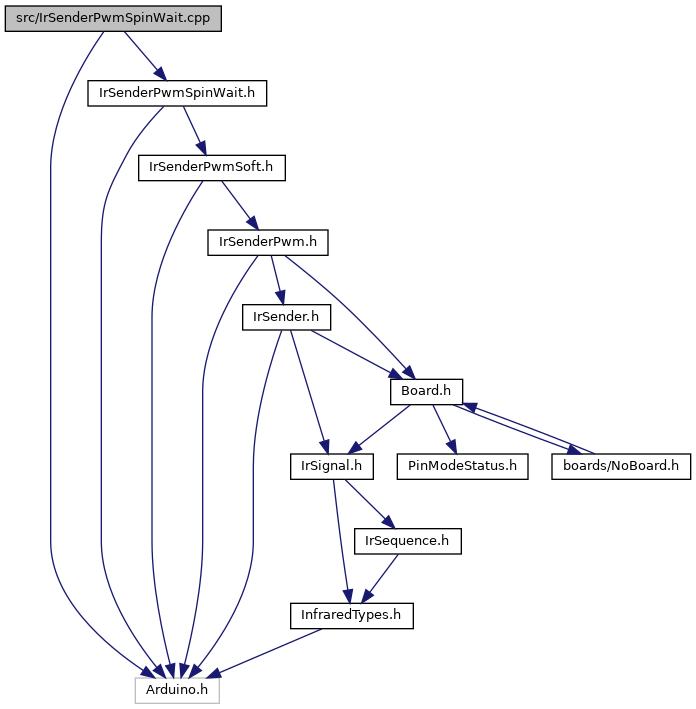 src/IrSenderPwmSpinWait.cpp
IrSenderPwmSpinWait.h
IrSenderPwmSoft.h
IrSenderPwm.h
IrSender.h
Board.h
IrSignal.h
PinModeStatus.h
boards/NoBoard.h
IrSequence.h
InfraredTypes.h
Arduino.h